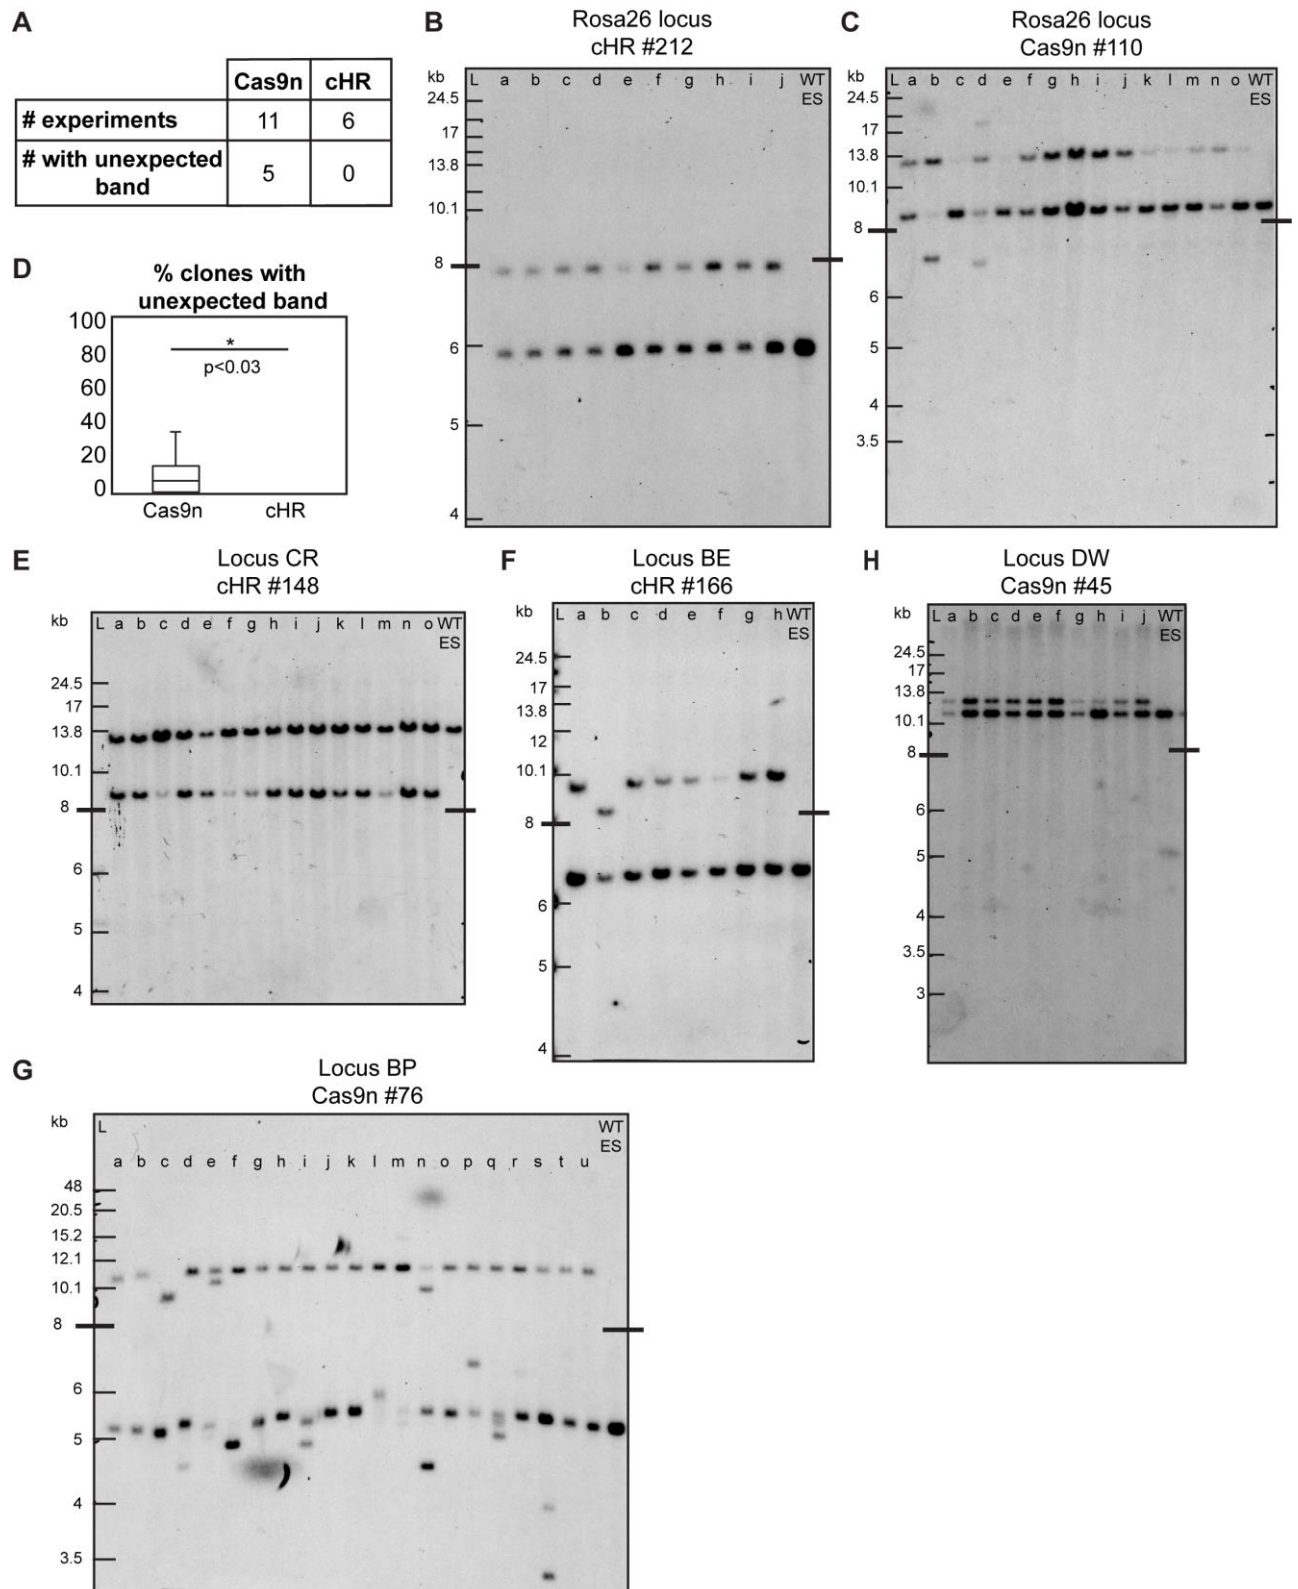 A
Cas9n cHR
# experiments 11 6
# with unexpected
band 5 0
B
Rosa26 locus
cHR #212
kb L a b c d e f g h i j WT
ES
24.5
17
13.8
10.1
8
6
5
4
C
Rosa26 locus
Cas9n #110
kb L a b c d e f g h i j k l m n o WT
ES
24.5
17
13.8
10.1
8
6
5
4
3.5
D
% clones with
unexpected band
100
80
60
40
20
0
*
p<0.03
Cas9n cHR
E
Locus CR
cHR #148
kb L a b c d e f g h i j k l m n o WT
ES
24.5
17
13.8
10.1
8
6
5
4
F
Locus BE
cHR #166
kb L a b c d e f g h WT
ES
24.5
17
13.8
12
10.1
8
6
5
4
H
Locus DW
Cas9n #45
kb L a b c d e f g h i j WT
ES
24.5
17
13.8
10.1
8
6
5
4
3.5
3
G
Locus BP
Cas9n #76
kb L WT
ES
a b c d e f g h i j k l m n o p q r s t u
48
20.5
15.2
12.1
10.1
8
6
5
4
3.5